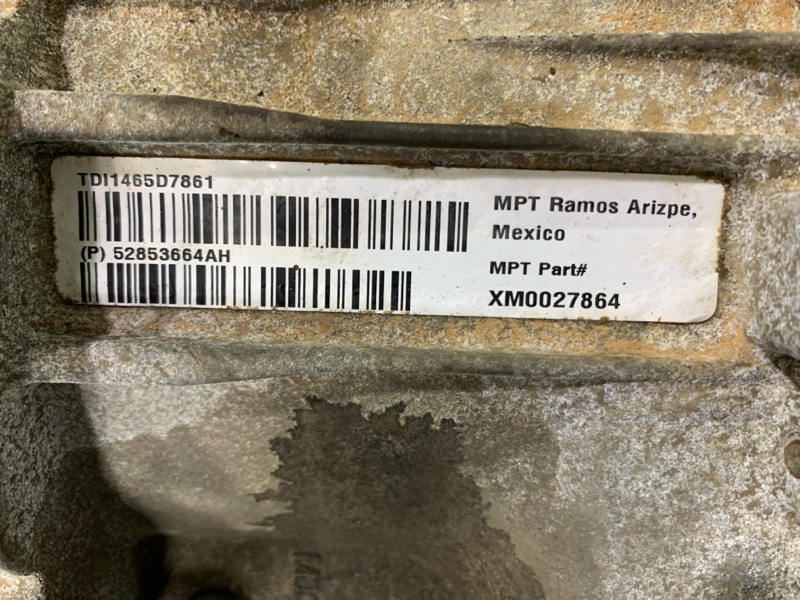 TDI1465D7861
(P) 52853664AH
MPT Ramos Arizpe,
Mexico
MPT Part#
XM0027864